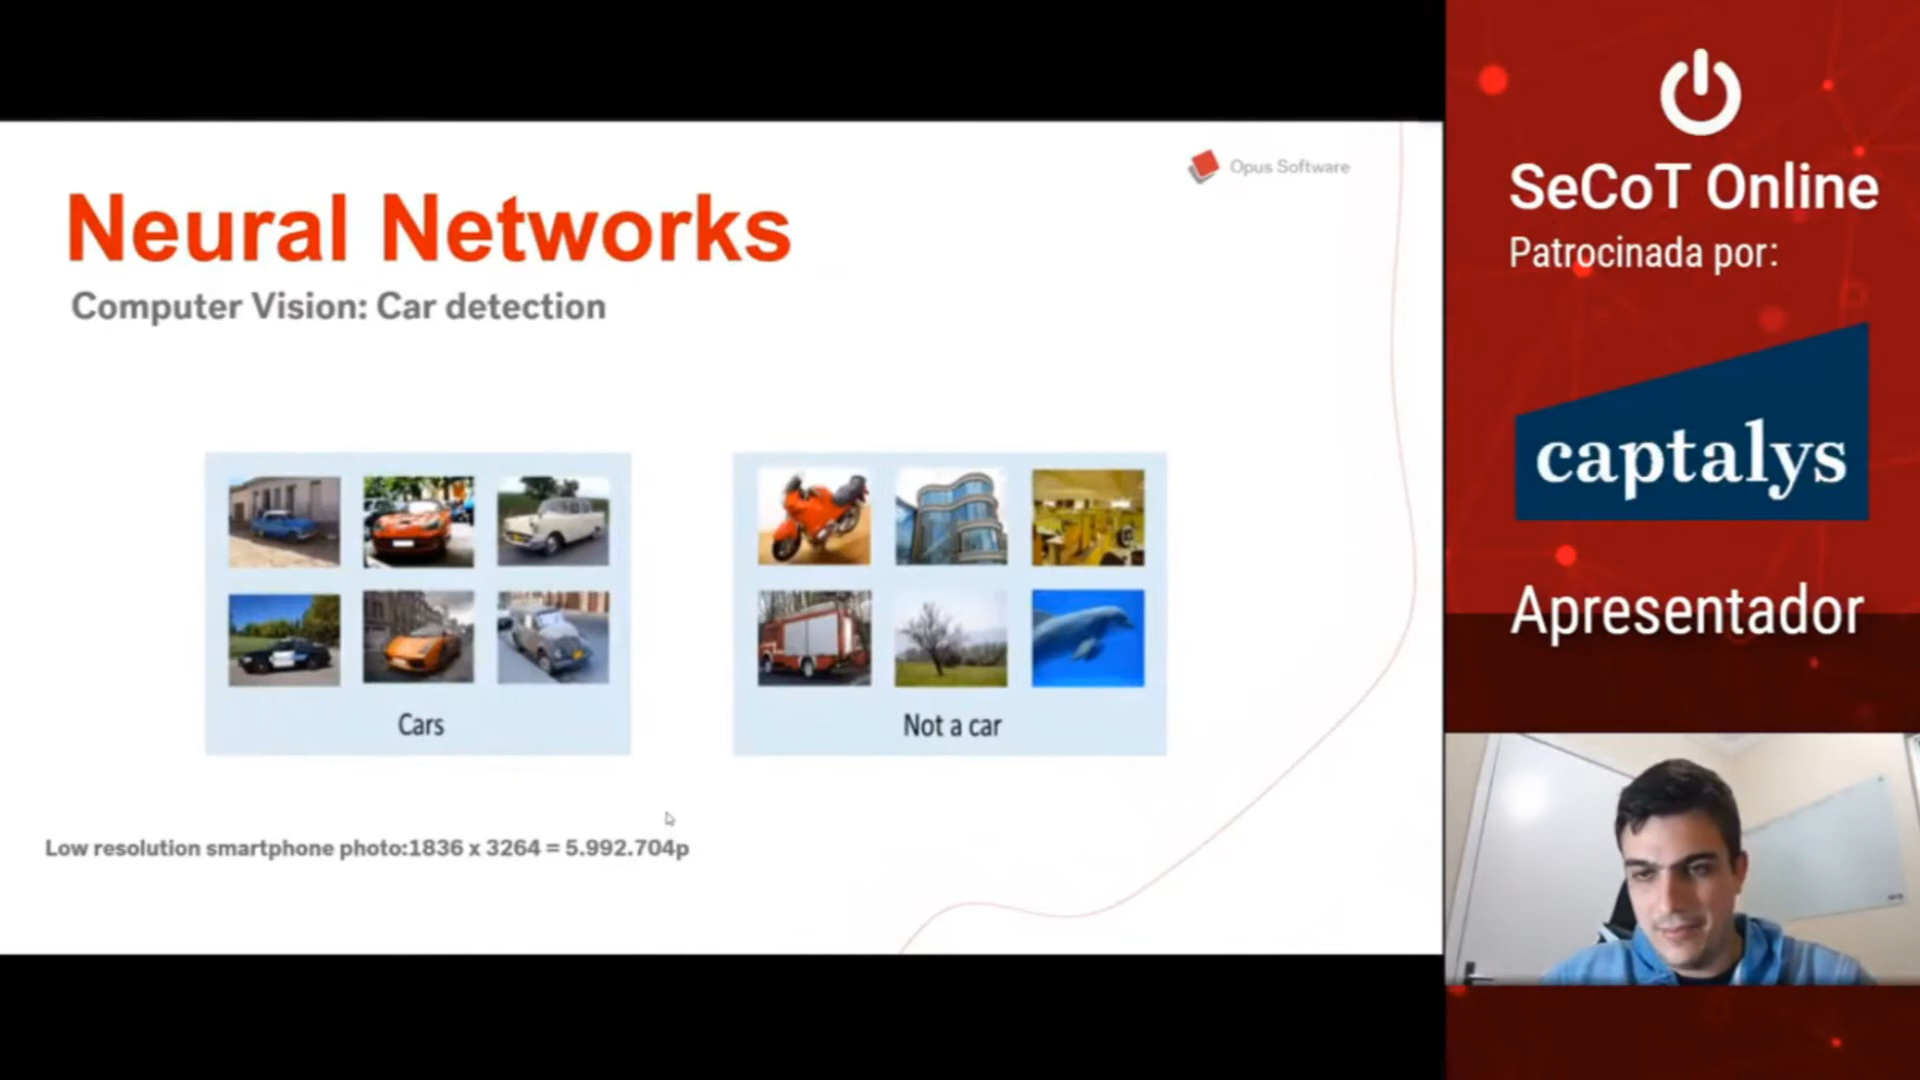 Opus Software
Neural Networks
Computer Vision: Car detection
Cars
Not a car
Low resolution smartphone photo:1836 x 3264 = 5.992.704p
SeCoT Online
Patrocinada por:
captalys
Apresentador